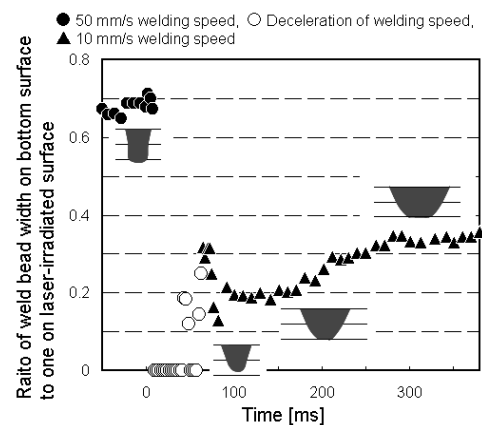 ● 50 mm/s welding speed, ○ Deceleration of welding speed,
▲ 10 mm/s welding speed
Raito of weld bead width on bottom surface
to one on laser-irradiated surface
0.8
0.6
0.4
0.2
0
0 100 200 300
Time [ms]